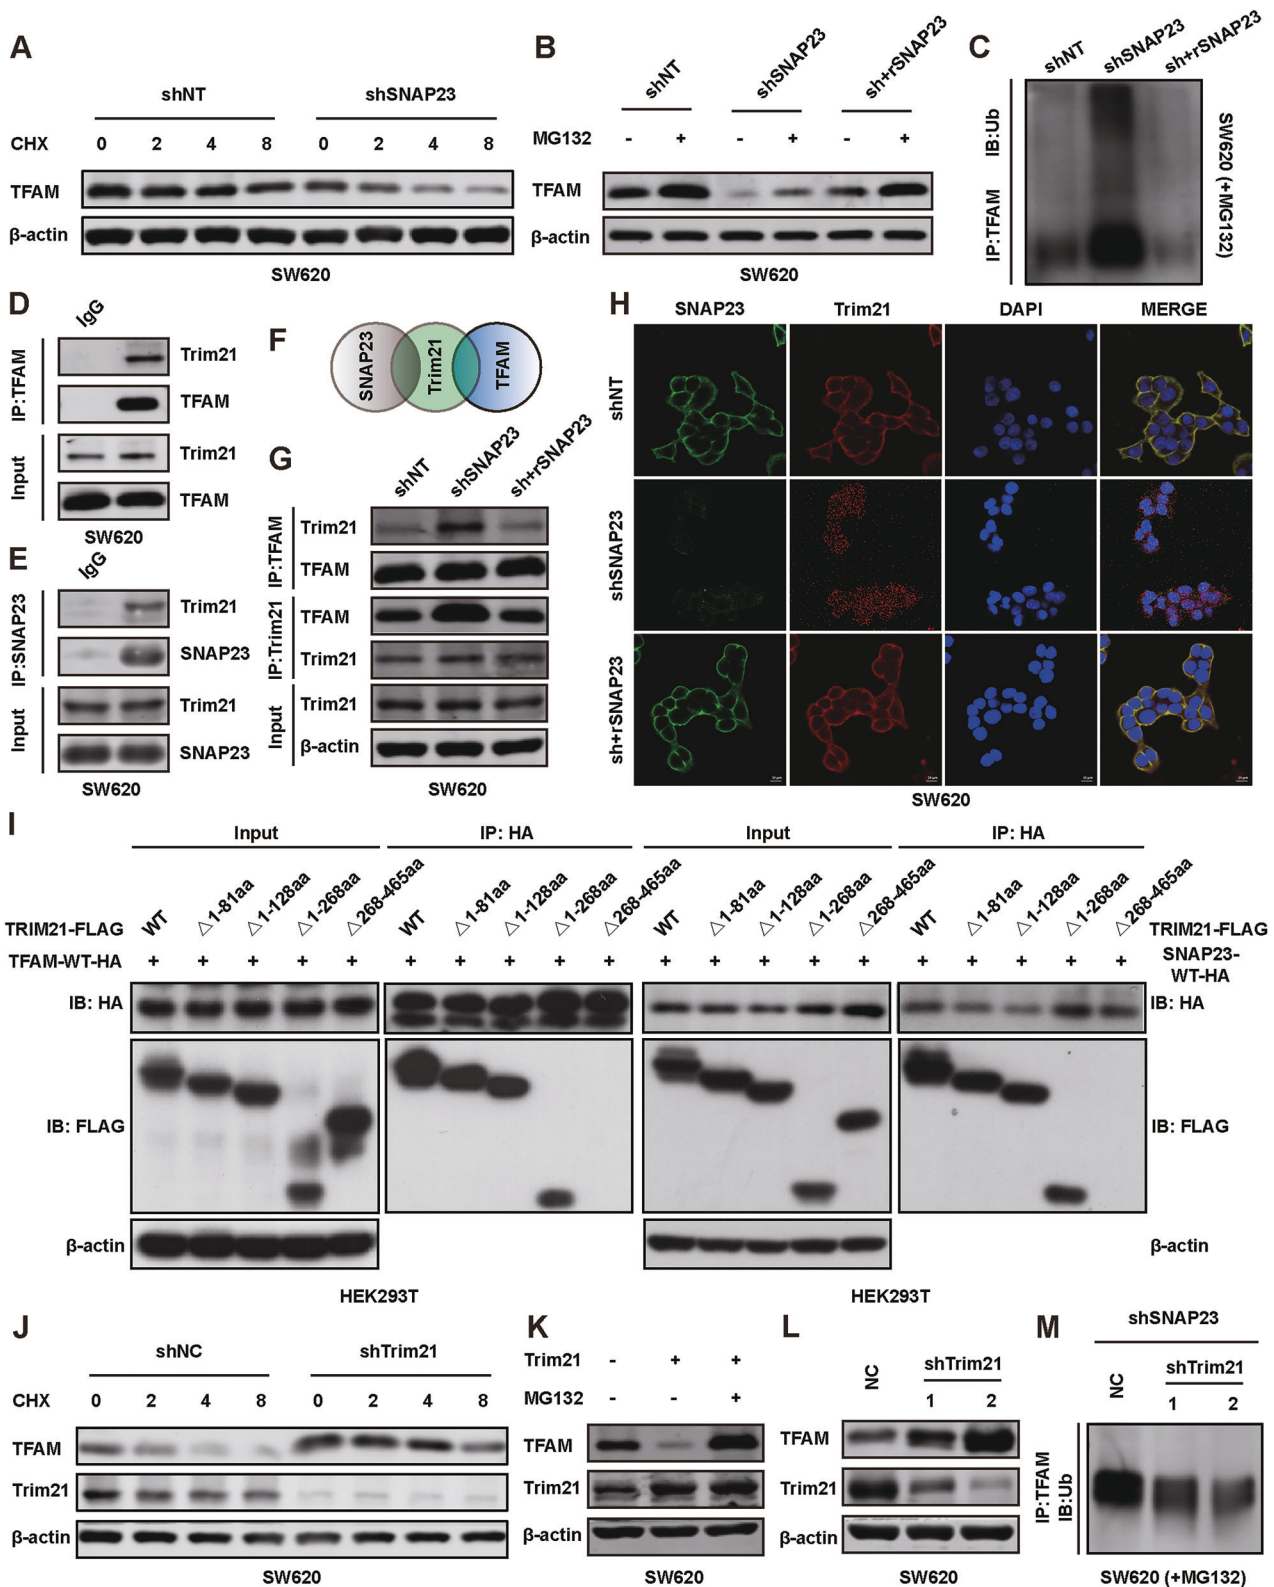 A
shNT shSNAP23
CHX 0 2 4 8 0 2 4 8
TFAM
β-actin
SW620
B
shNT shSNAP23 sh+rSNAP23
MG132 - + - + - +
TFAM
β-actin
SW620
C
shNT shSNAP23 sh+rSNAP23
IP:TFAM IB:Ub
SW620 (+MG132)
D
IgG
IP:TFAM
Trim21
TFAM
Input
Trim21
TFAM
SW620
E
IgG
IP:SNAP23
Trim21
SNAP23
Input
Trim21
SNAP23
SW620
F
SNAP23 Trim21 TFAM
G
shNT shSNAP23 sh+rSNAP23
IP:TFAM
Trim21
TFAM
IP:Trim21
TFAM
Trim21
Input
Trim21
β-actin
SW620
H
SNAP23 Trim21 DAPI MERGE
shNT
shSNAP23
sh+rSNAP23
SW620
I
Input IP: HA Input IP: HA
TRIM21-FLAG WT △1-81aa △1-128aa △1-268aa △268-465aa WT △1-81aa △1-128aa △1-268aa △268-465aa WT △1-81aa △1-128aa △1-268aa △268-465aa WT △1-81aa △1-128aa △1-268aa △268-465aa TRIM21-FLAG
TFAM-WT-HA + + + + + + + + + + + + + + + + + + + + SNAP23-
WT-HA
IB: HA IB: HA
IB: FLAG IB: FLAG
β-actin β-actin
HEK293T HEK293T
J
shNC shTrim21
CHX 0 2 4 8 0 2 4 8
TFAM
Trim21
β-actin
SW620
K
Trim21 - + +
MG132 - - +
TFAM
Trim21
β-actin
SW620
L
NC shTrim21
1 2
TFAM
Trim21
β-actin
SW620
M
shSNAP23
NC shTrim21
1 2
IP:TFAM
IB:Ub
SW620 (+MG132)